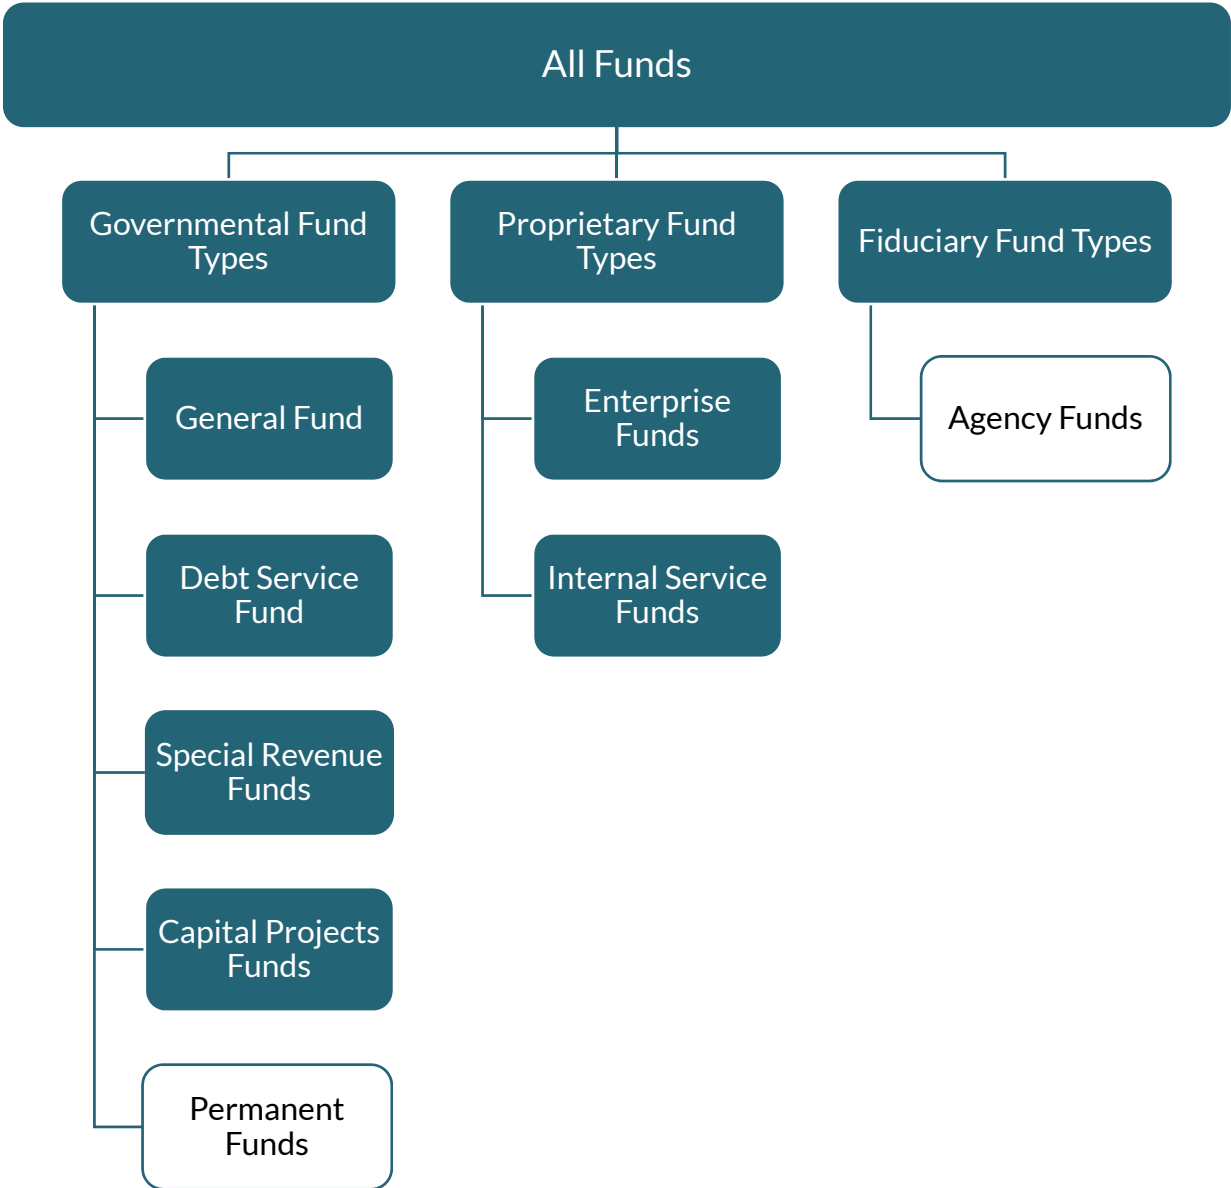 All Funds
Governmental Fund
Types
Proprietary Fund
Types
Fiduciary Fund Types
General Fund
Enterprise
Funds
Agency Funds
Debt Service
Fund
Internal Service
Funds
Special Revenue
Funds
Capital Projects
Funds
Permanent
Funds